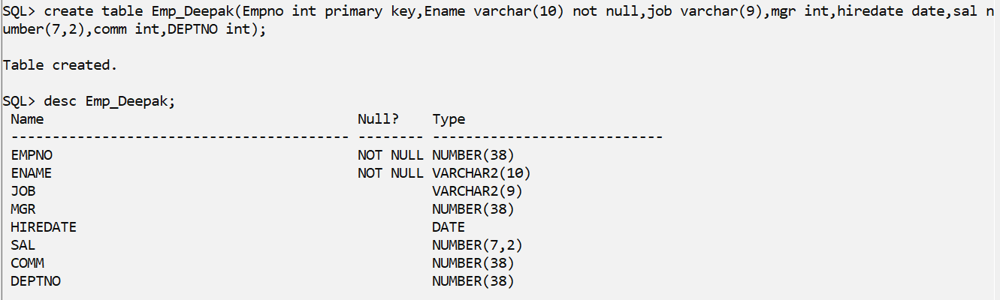 SQL> create table Emp_Deepak(Empno int primary key,Ename varchar(10) not null,job varchar(9),mgr int,hiredate date,sal n
umber(7,2),comm int,DEPTNO int);
Table created.
SQL> desc Emp_Deepak;
 Name                                      Null?    Type
 ----------------------------------------- -------- ----------------------------
 EMPNO                                     NOT NULL NUMBER(38)
 ENAME                                     NOT NULL VARCHAR2(10)
 JOB                                                VARCHAR2(9)
 MGR                                                NUMBER(38)
 HIREDATE                                           DATE
 SAL                                                NUMBER(7,2)
 COMM                                               NUMBER(38)
 DEPTNO                                             NUMBER(38)